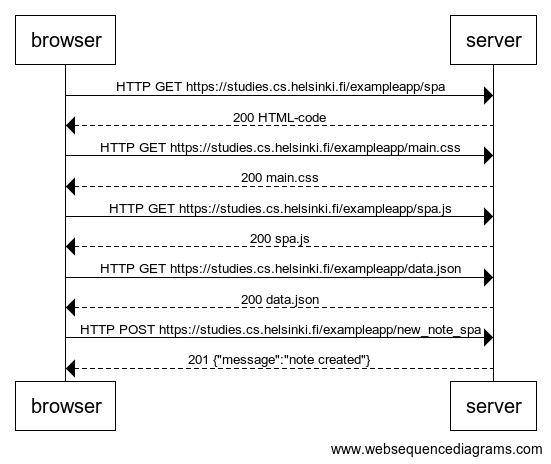 browser server
HTTP GET https://studies.cs.helsinki.fi/exampleapp/spa
200 HTML-code
HTTP GET https://studies.cs.helsinki.fi/exampleapp/main.css
200 main.css
HTTP GET https://studies.cs.helsinki.fi/exampleapp/spa.js
200 spa.js
HTTP GET https://studies.cs.helsinki.fi/exampleapp/data.json
200 data.json
HTTP POST https://studies.cs.helsinki.fi/exampleapp/new_note_spa
201 {"message":"note created"}
browser server
www.websequencediagrams.com